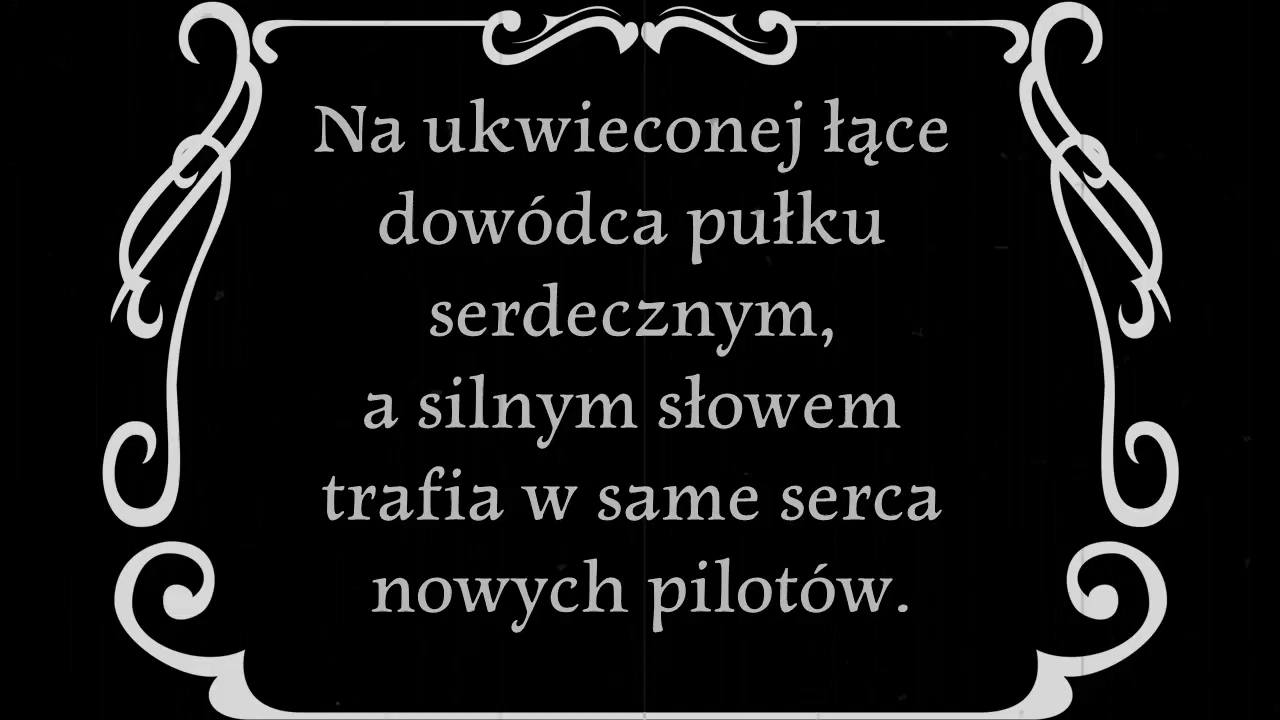 Na ukwieconej łące
dowódca pułku
serdecznym,
a silnym słowem
trafia w same serca
nowych pilotów.